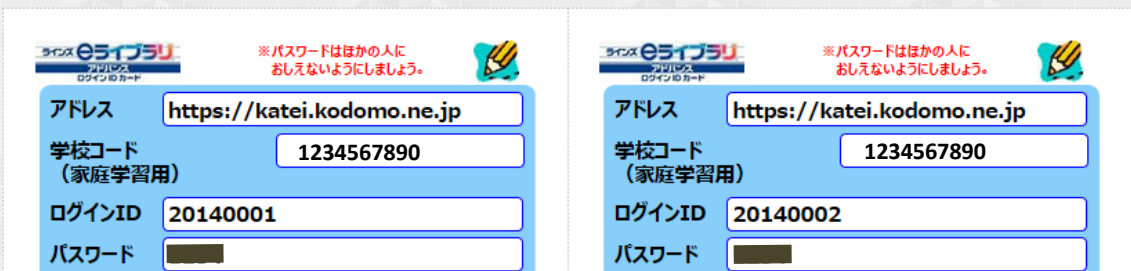 ラインズ eライブラリ
アドバンス
ログインIDカード
※パスワードはほかの人に
おしえないようにしましょう。
アドレス https://katei.kodomo.ne.jp
学校コード 1234567890
（家庭学習用）
ログインID 20140001
パスワード
ラインズ eライブラリ
アドバンス
ログインIDカード
※パスワードはほかの人に
おしえないようにしましょう。
アドレス https://katei.kodomo.ne.jp
学校コード 1234567890
（家庭学習用）
ログインID 20140002
パスワード